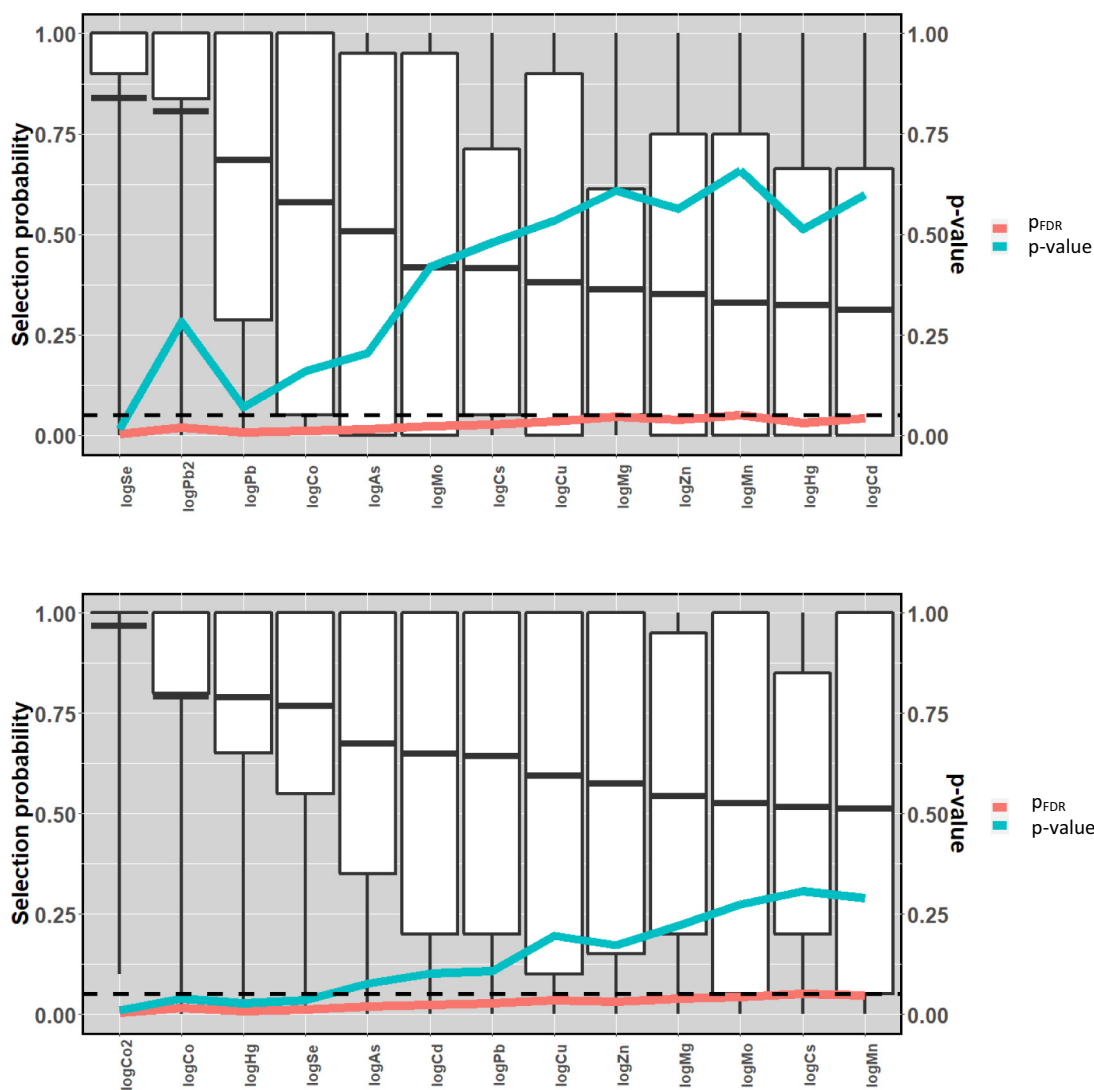 1.00
0.75
0.50
0.25
0.00
Selection probability
1.00
0.75
0.50
0.25
0.00
p-value
pFDR
p-value
logSe
logPb2
logPb
logCo
logAs
logMo
logCs
logCu
logMg
logZn
logMn
logHg
logCd
1.00
0.75
0.50
0.25
0.00
Selection probability
1.00
0.75
0.50
0.25
0.00
p-value
pFDR
p-value
logCo2
logCo
logHg
logSe
logAs
logCd
logPb
logCu
logZn
logMg
logMo
logCs
logMn